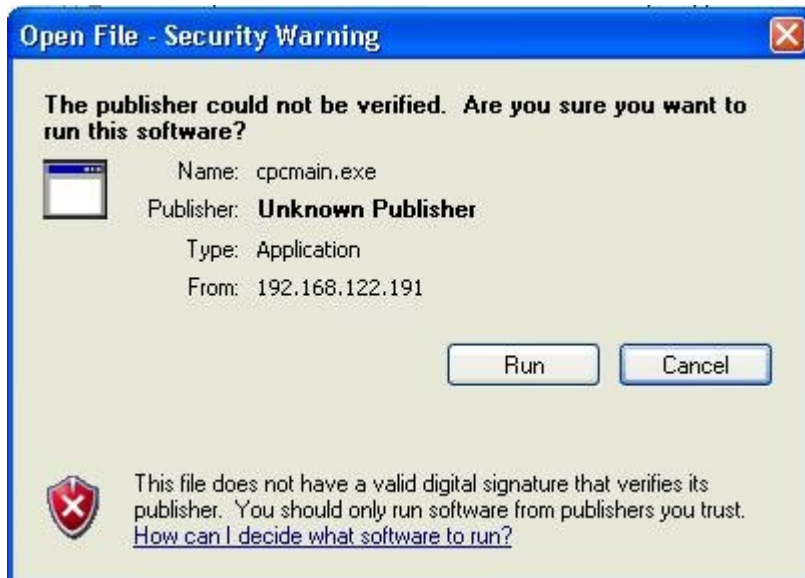 Open File - Security Warning
The publisher could not be verified. Are you sure you want to
run this software?
Name: cpcmain.exe
Publisher: Unknown Publisher
Type: Application
From: 192.168.122.191
Run Cancel
This file does not have a valid digital signature that verifies its
publisher. You should only run software from publishers you trust.
How can I decide what software to run?